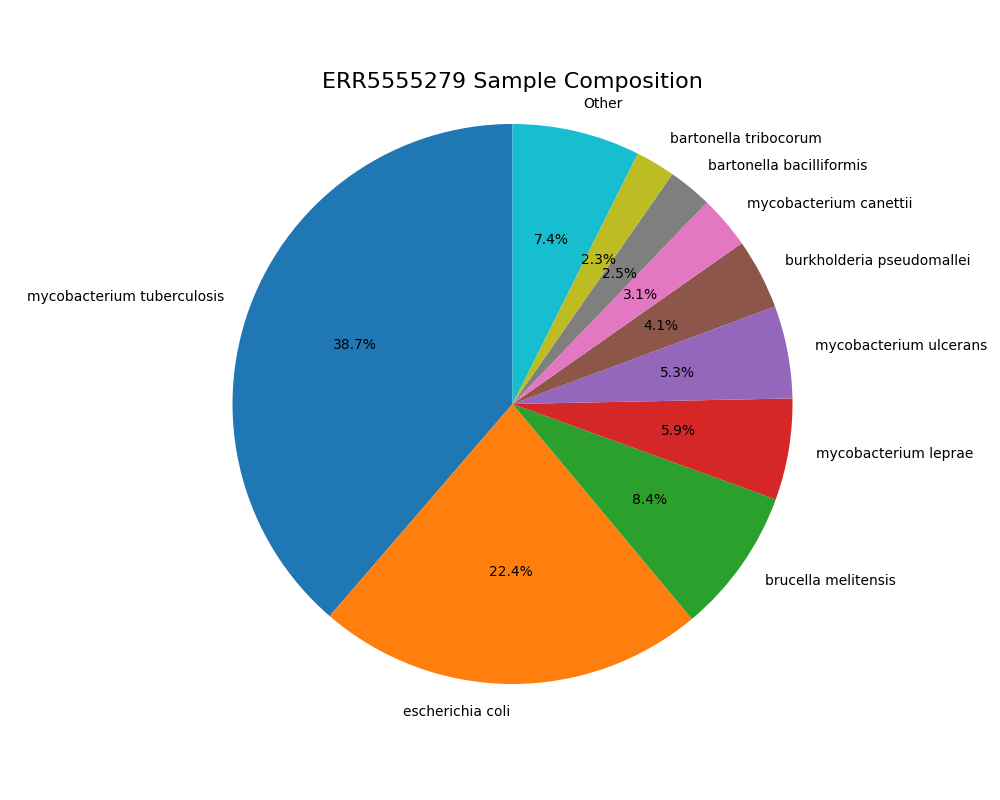 ERR5555279 Sample Composition
Other
bartonella tribocorum
bartonella bacilliformis
mycobacterium canettii
burkholderia pseudomallei
mycobacterium ulcerans
mycobacterium leprae
brucella melitensis
escherichia coli
mycobacterium tuberculosis
7.4%
2.3%
2.5%
3.1%
4.1%
5.3%
5.9%
8.4%
22.4%
38.7%